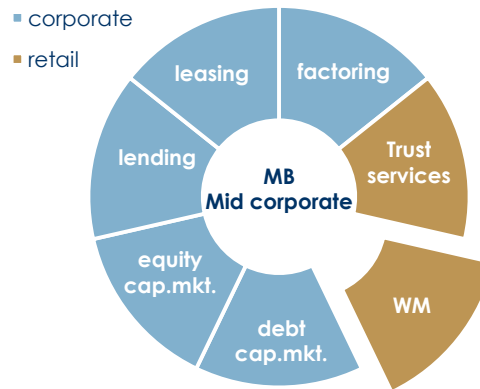 corporate
retail
leasing
factoring
lending
Trust
services
MB
Mid corporate
equity
cap.mkt.
WM
debt
cap.mkt.